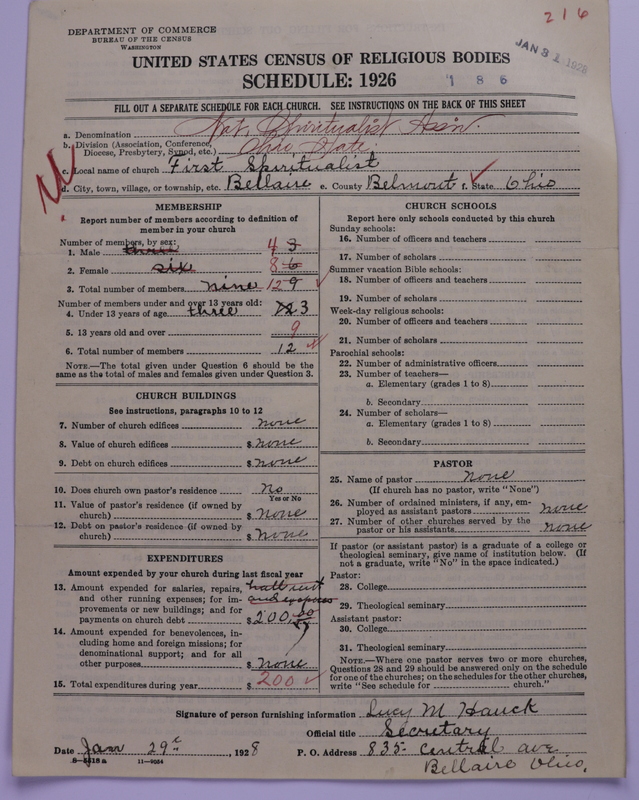 216
DEPARTMENT OF COMMERCE
BUREAU OF THE CENSUS
WASHINGTON
JAN 31 1928
UNITED STATES CENSUS OF RELIGIOUS BODIES
SCHEDULE: 1926
186
FILL OUT A SEPARATE SCHEDULE FOR EACH CHURCH. SEE INSTRUCTIONS ON THE BACK OF THIS SHEET
a. Denomination Nat. Spiritualist Ass'n.
b. Division (Association, Conference, Diocese, Presbytery, Synod, etc.) Ohio State.
c. Local name of church First Spiritualist
d. City, town, village, or township, etc. Bellaire e. County Belmont f. State Ohio
MEMBERSHIP
Report number of members according to definition of
member in your church
Number of members, by sex:
1. Male three 4 3
2. Female six 8 6
3. Total number of members nine 12 9
Number of members under and over 13 years old:
4. Under 13 years of age three 3
5. 13 years old and over 9
6. Total number of members 12
NOTE.—The total given under Question 6 should be
same as the total of males and females given under Question 3.
CHURCH BUILDINGS
See instructions, paragraphs 10 to 12
7. Number of church edifices none
8. Value of church edifices $ none
9. Debt on church edifices $ none
10. Does church own pastor's residence No
Yes or No
11. Value of pastor's residence (if owned by
church) $ None
12. Debt on pastor's residence (if owned by
church) $ None
EXPENDITURES
Amount expended by your church during last fiscal year
13. Amount expended for salaries, repairs, hall rent
and other running expenses; for im- and expenses
provements or new buildings; and for
payments on church debt $ 200.00
14. Amount expended for benevolences, in-
cluding home and foreign missions; for
denominational support; and for all
other purposes $ None
15. Total expenditures during year $ 200
CHURCH SCHOOLS
Report here only schools conducted by this church
Sunday schools:
16. Number of officers and teachers
17. Number of scholars
Summer vacation Bible schools:
18. Number of officers and teachers
19. Number of scholars
Week-day religious schools:
20. Number of officers and teachers
21. Number of scholars
Parochial schools:
22. Number of administrative officers
23. Number of teachers—
a. Elementary (grades 1 to 8)
b. Secondary
24. Number of scholars—
a. Elementary (grades 1 to 8)
b. Secondary
PASTOR
25. Name of pastor None
(If church has no pastor, write "None")
26. Number of ordained ministers, if any, em-
ployed as assistant pastors none
27. Number of other churches served by the
pastor or his assistants none
If pastor (or assistant pastor) is a graduate of a college or
theological seminary, give name of institution below. (If
not a graduate, write "No" in the space indicated.)
Pastor:
28. College
29. Theological seminary
Assistant pastor:
30. College
31. Theological seminary
NOTE.—Where one pastor serves two or more churches,
Questions 28 and 29 should be answered only on the schedule
for one of the churches; on the schedules for the other churches,
write "See schedule for church."
Signature of person furnishing information Lucy M Hauck
Official title Secretary
Date Jan 29, 1928 P. O. Address 835 Central ave
Bellaire Ohio.
11—9054